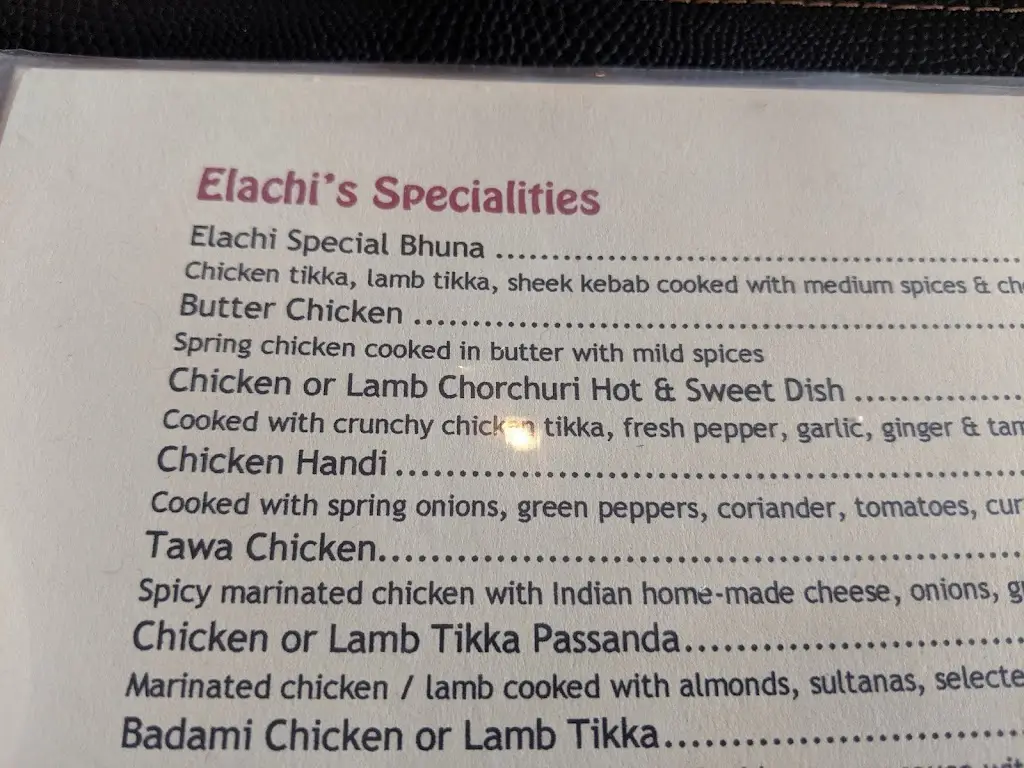 Elachi's Specialities
Elachi Special Bhuna ..........................................................
Chicken tikka, lamb tikka, sheek kebab cooked with medium spices &
Butter Chicken ..........................................................
Spring chicken cooked in butter with mild spices
Chicken or Lamb Chorchuri Hot & Sweet Dish ................
Cooked with crunchy chicken tikka, fresh pepper, garlic, ginger &
Chicken Handi ..........................................................
Cooked with spring onions, green peppers, coriander, tomatoes,
Tawa Chicken..........................................................
Spicy marinated chicken with Indian home-made cheese, onions,
Chicken or Lamb Tikka Passanda..............................
Marinated chicken / lamb cooked with almonds, sultanas,
Badami Chicken or Lamb Tikka..............................